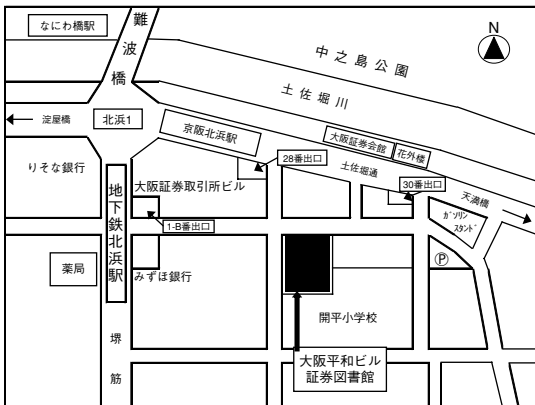 なにわ橋駅
難波橋
中之島公園
N
土佐堀川
淀屋橋
北浜1
京阪北浜駅
大阪証券会館
花外楼
りそな銀行
28番出口
土佐堀通
30番出口
天満橋
地下鉄北浜駅
大阪証券取引所ビル
1-B番出口
ｶﾞｿﾘﾝ
ｽﾀﾝﾄﾞ
薬局
みずほ銀行
P
開平小学校
堺筋
大阪平和ビル
証券図書館